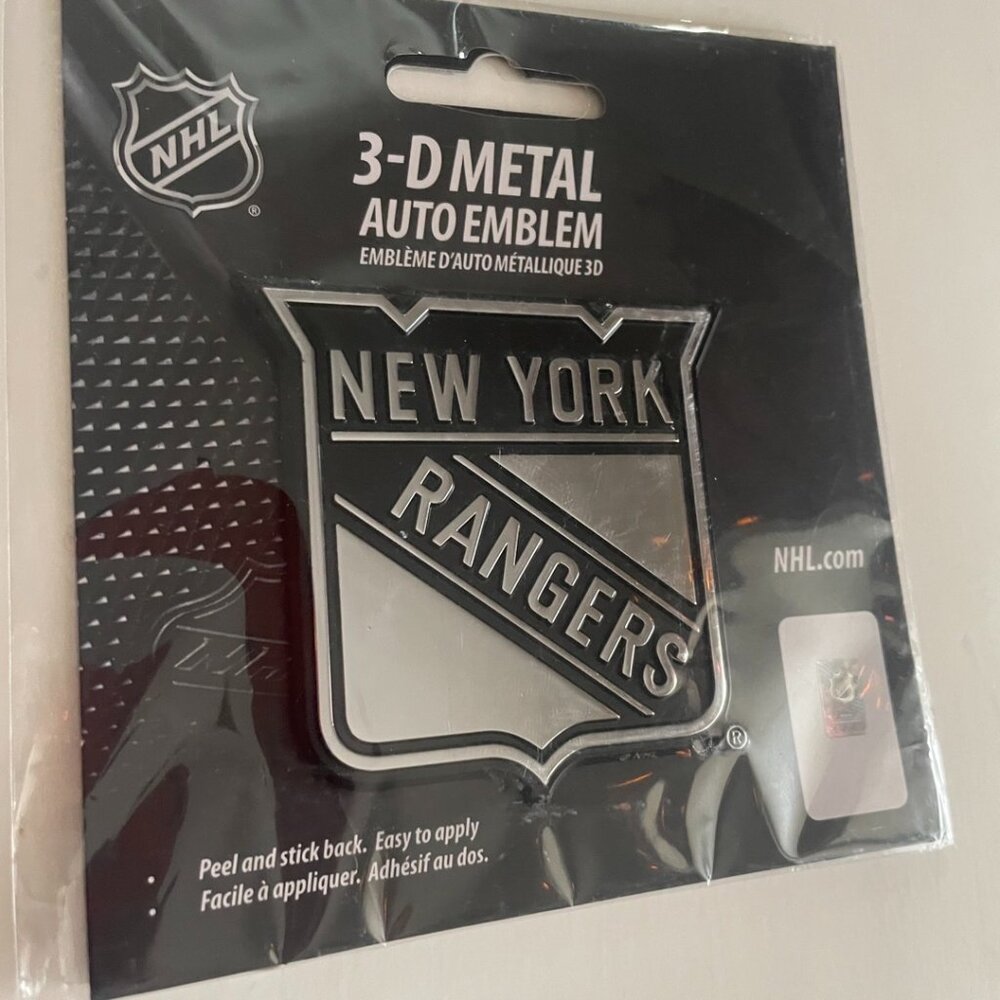 NHL
®
3-D METAL
AUTO EMBLEM
EMBLÈME D'AUTO MÉTALLIQUE 3D
NEW YORK
RANGERS
®
NHL.com
Peel and stick back. Easy to apply
Facile à appliquer. Adhésif au dos.